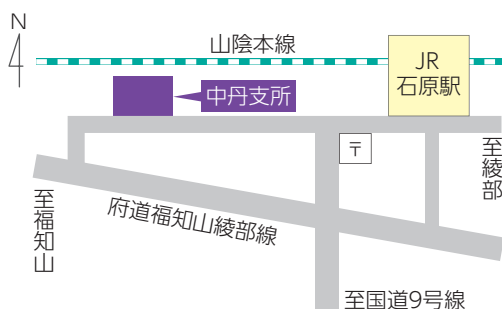 N
山陰本線
JR
石原駅
中丹支所
〒
至綾部
府道福知山綾部線
至福知山
至国道9号線